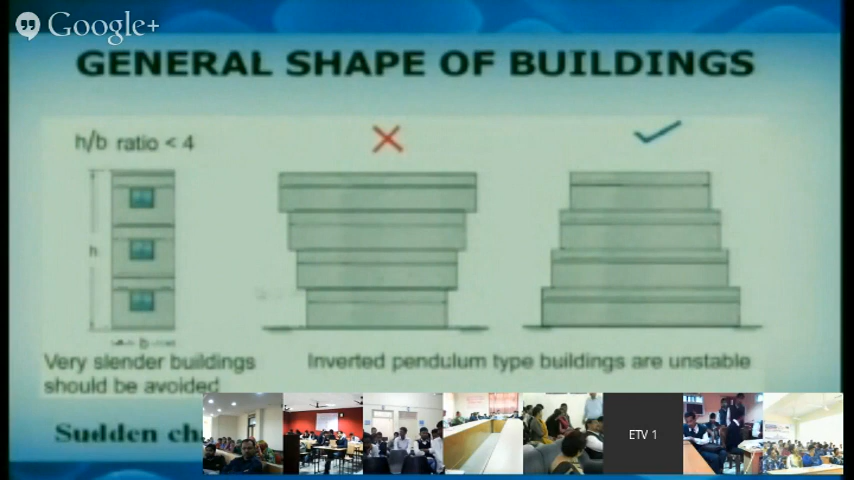 Google+
GENERAL SHAPE OF BUILDINGS
h/b ratio < 4
h
b
Very slender buildings
should be avoided
Inverted pendulum type buildings are unstable
Sudden ch
ETV 1